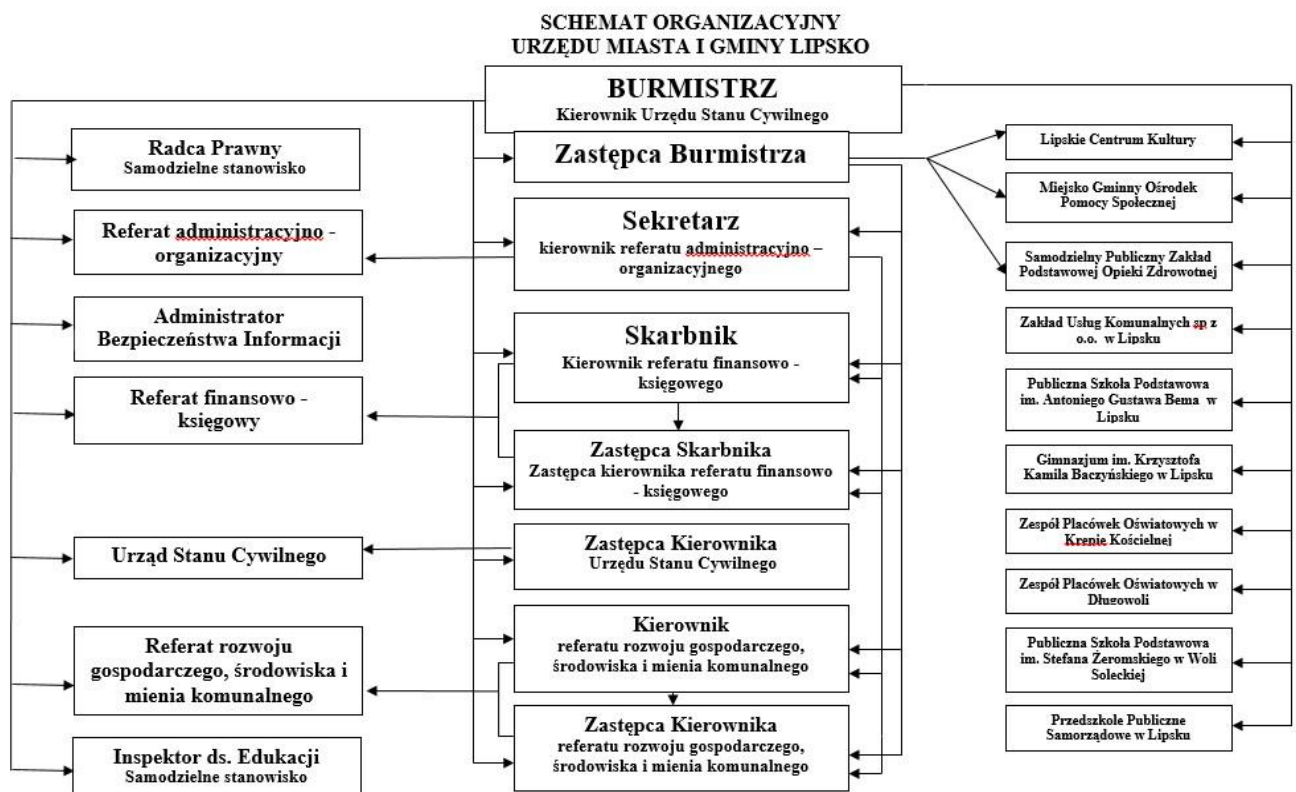 SCHEMAT ORGANIZACYJNY
URZĘDU MIASTA I GMINY LIPSKO
BURMISTRZ
Kierownik Urzędu Stanu Cywilnego
Radca Prawny
Samodzielne stanowisko
Referat administracyjno -
organizacyjny
Administrator
Bezpieczeństwa Informacji
Referat finansowo -
księgowy
Urząd Stanu Cywilnego
Referat rozwoju
gospodarczego, środowiska i
mienia komunalnego
Inspektor ds. Edukacji
Samodzielne stanowisko
Zastępca Burmistrza
Sekretarz
kierownik referatu administracyjno –
organizacyjnego
Skarbnik
Kierownik referatu finansowo -
księgowego
Zastępca Skarbnika
Zastępca kierownika referatu finansowo
- księgowego
Zastępca Kierownika
Urzędu Stanu Cywilnego
Kierownik
referatu rozwoju gospodarczego,
środowiska i mienia komunalnego
Zastępca Kierownika
referatu rozwoju gospodarczego,
środowiska i mienia komunalnego
Lipskie Centrum Kultury
Miejsko Gminny Ośrodek
Pomocy Społecznej
Samodzielny Publiczny Zakład
Podstawowej Opieki Zdrowotnej
Zakład Usług Komunalnych sp z
o.o. w Lipsku
Publiczna Szkoła Podstawowa
im. Antoniego Gustawa Bema w
Lipsku
Gimnazjum im. Krzysztofa
Kamila Baczyńskiego w Lipsku
Zespół Placówek Oświatowych w
Krępie Kościelnej
Zespół Placówek Oświatowych w
Długowoli
Publiczna Szkoła Podstawowa
im. Stefana Żeromskiego w Woli
Soleckiej
Przedszkole Publiczne
Samorządowe w Lipsku